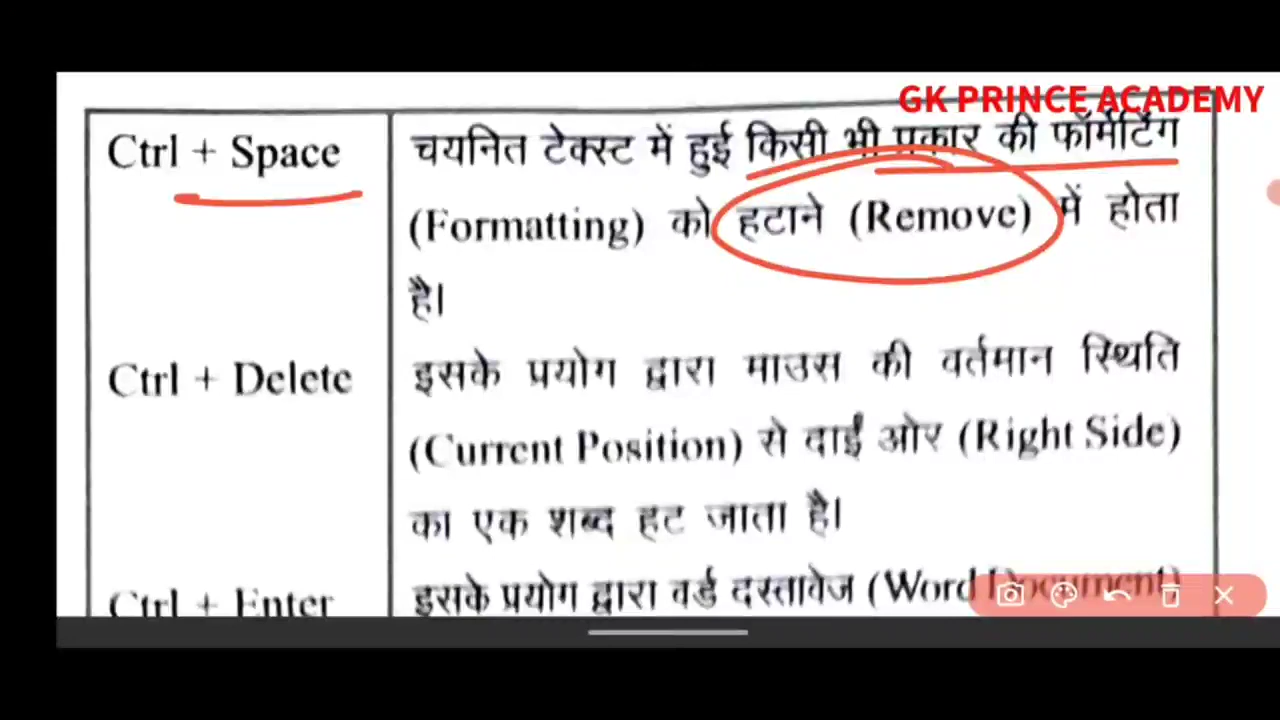 GK PRINCE ACADEMY
Ctrl + Space
चयनित टेक्स्ट में हुई किसी भी प्रकार की फॉर्मेटिंग
(Formatting) को हटाने (Remove) में होता
है।
Ctrl + Delete
इसके प्रयोग द्वारा माउस की वर्तमान स्थिति
(Current Position) से दाईं ओर (Right Side)
का एक शब्द हट जाता है।
Ctrl + Enter
इसके प्रयोग द्वारा वर्ड दस्तावेज (Word Document)